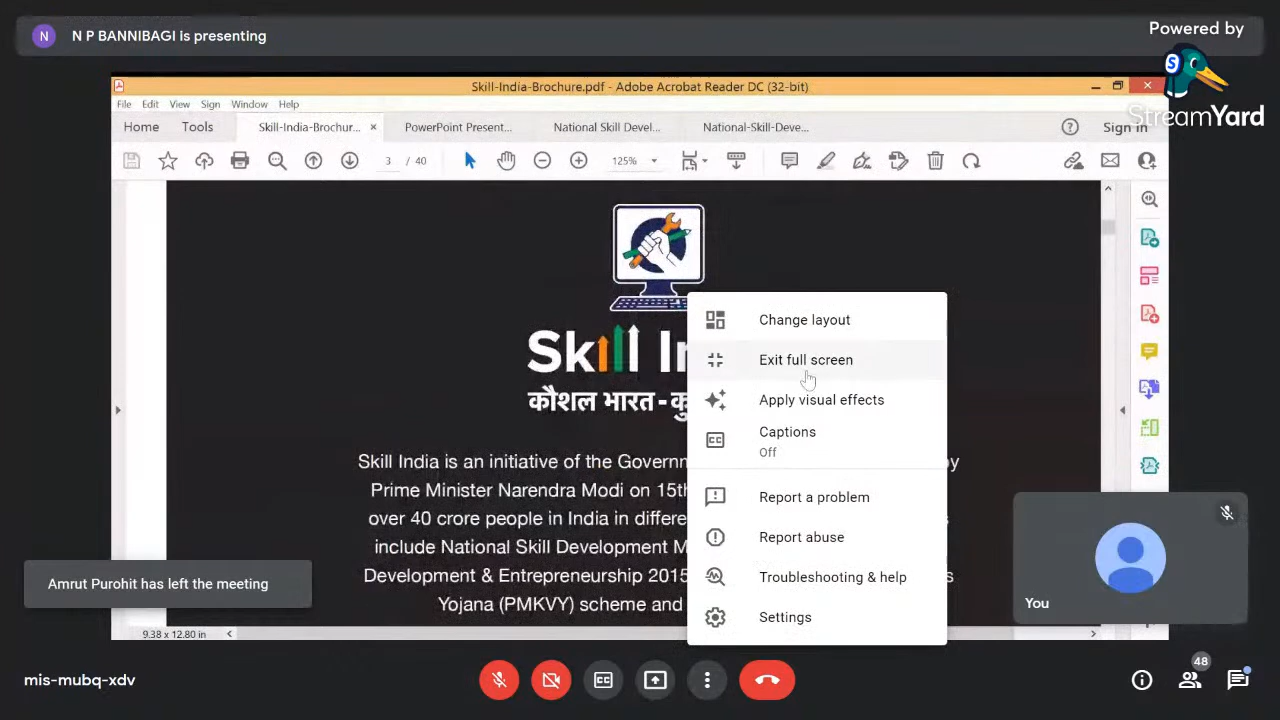 N
N P BANNIBAGI is presenting
Powered by
S
StreamYard
Skill-India-Brochure.pdf - Adobe Acrobat Reader DC (32-bit)
File Edit View Sign Window Help
Home Tools Skill-India-Brochur... × PowerPoint Present... National Skill Devel... National-Skill-Deve... ? Sign In
3 / 40 125%
Skill In
कौशल भारत-कु
Skill India is an initiative of the Governm
by
Prime Minister Narendra Modi on 15th
over 40 crore people in India in differe
s
include National Skill Development M
Development & Entrepreneurship 2015
s
Yojana (PMKVY) scheme and
Change layout
Exit full screen
Apply visual effects
CC Captions
Off
Report a problem
Report abuse
Troubleshooting & help
Settings
Amrut Purohit has left the meeting
You
9.38 x 12.80 in
mis-mubq-xdv
CC
48